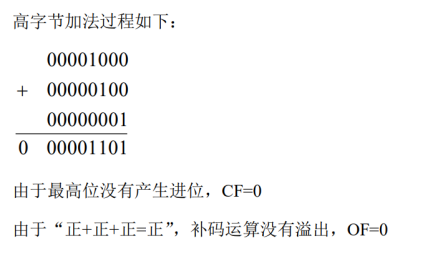 高字节加法过程如下：
00001000
+ 00000100
00000001
0 00001101
由于最高位没有产生进位，CF=0
由于“正+正+正=正”，补码运算没有溢出，OF=0